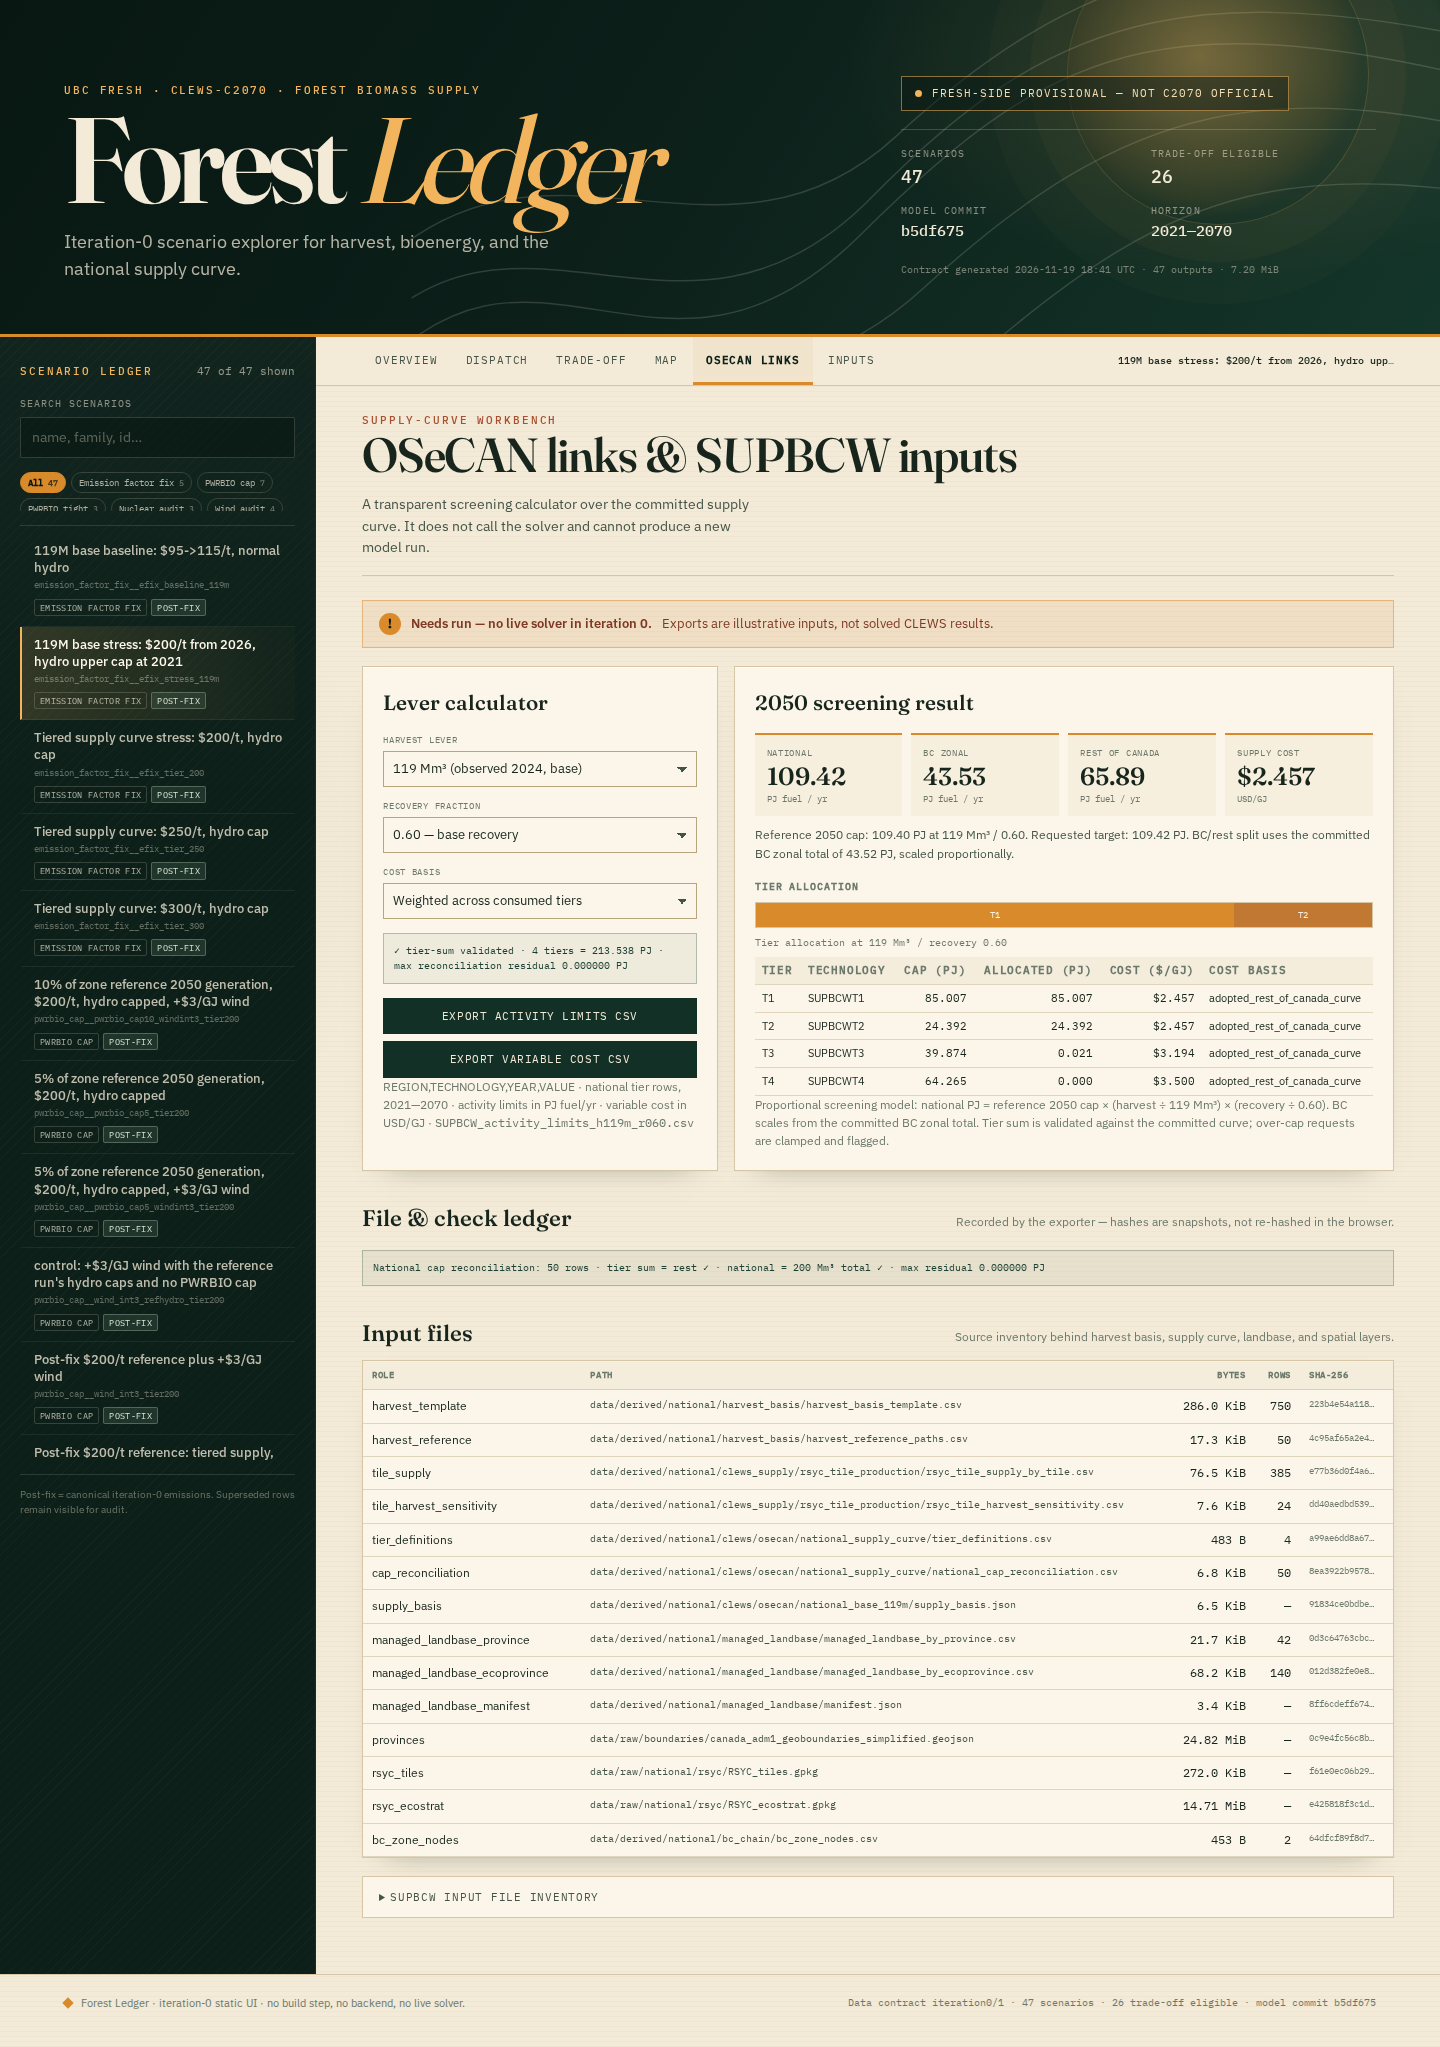 UBC FRESH · CLEWS-C2070 · FOREST BIOMASS SUPPLY
Forest Ledger
Iteration-0 scenario explorer for harvest, bioenergy, and the
national supply curve.
FRESH-SIDE PROVISIONAL — NOT C2070 OFFICIAL
SCENARIOS
47
TRADE-OFF ELIGIBLE
26
MODEL COMMIT
b5df675
HORIZON
2021–2070
Contract generated 2026-11-19 18:41 UTC · 47 outputs · 7.20 MiB
SCENARIO LEDGER
47 of 47 shown
SEARCH SCENARIOS
name, family, id…
All 47
Emission factor fix 5
PWRBIO cap 7
PWRBIO tight 3
Nuclear audit 3
Wind audit 4
119M base baseline: $95->115/t, normal
hydro
emission_factor_fix__efix_baseline_119m
EMISSION FACTOR FIX POST-FIX
119M base stress: $200/t from 2026,
hydro upper cap at 2021
emission_factor_fix__efix_stress_119m
EMISSION FACTOR FIX POST-FIX
Tiered supply curve stress: $200/t, hydro
cap
emission_factor_fix__efix_tier_200
EMISSION FACTOR FIX POST-FIX
Tiered supply curve: $250/t, hydro cap
emission_factor_fix__efix_tier_250
EMISSION FACTOR FIX POST-FIX
Tiered supply curve: $300/t, hydro cap
emission_factor_fix__efix_tier_300
EMISSION FACTOR FIX POST-FIX
10% of zone reference 2050 generation,
$200/t, hydro capped, +$3/GJ wind
pwrbio_cap__pwrbio_cap10_windint3_tier200
PWRBIO CAP POST-FIX
5% of zone reference 2050 generation,
$200/t, hydro capped
pwrbio_cap__pwrbio_cap5_tier200
PWRBIO CAP POST-FIX
5% of zone reference 2050 generation,
$200/t, hydro capped, +$3/GJ wind
pwrbio_cap__pwrbio_cap5_windint3_tier200
PWRBIO CAP POST-FIX
control: +$3/GJ wind with the reference
run's hydro caps and no PWRBIO cap
pwrbio_cap__wind_int3_refhydro_tier200
PWRBIO CAP POST-FIX
Post-fix $200/t reference plus +$3/GJ
wind
pwrbio_cap__wind_int3_tier200
PWRBIO CAP POST-FIX
Post-fix $200/t reference: tiered supply,
Post-fix = canonical iteration-0 emissions. Superseded rows
remain visible for audit.
OVERVIEW DISPATCH TRADE-OFF MAP OSECAN LINKS INPUTS
119M base stress: $200/t from 2026, hydro upp…
SUPPLY-CURVE WORKBENCH
OSeCAN links & SUPBCW inputs
A transparent screening calculator over the committed supply
curve. It does not call the solver and cannot produce a new
model run.
! Needs run — no live solver in iteration 0. Exports are illustrative inputs, not solved CLEWS results.
Lever calculator
HARVEST LEVER
119 Mm³ (observed 2024, base)
RECOVERY FRACTION
0.60 — base recovery
COST BASIS
Weighted across consumed tiers
✓ tier-sum validated · 4 tiers = 213.538 PJ ·
max reconciliation residual 0.000000 PJ
EXPORT ACTIVITY LIMITS CSV
EXPORT VARIABLE COST CSV
REGION,TECHNOLOGY,YEAR,VALUE · national tier rows,
2021–2070 · activity limits in PJ fuel/yr · variable cost in
USD/GJ · SUPBCW_activity_limits_h119m_r060.csv
2050 screening result
NATIONAL
109.42
PJ fuel / yr
BC ZONAL
43.53
PJ fuel / yr
REST OF CANADA
65.89
PJ fuel / yr
SUPPLY COST
$2.457
USD/GJ
Reference 2050 cap: 109.40 PJ at 119 Mm³ / 0.60. Requested target: 109.42 PJ. BC/rest split uses the committed
BC zonal total of 43.52 PJ, scaled proportionally.
TIER ALLOCATION
T1 T2
Tier allocation at 119 Mm³ / recovery 0.60
TIER TECHNOLOGY CAP (PJ) ALLOCATED (PJ) COST ($/GJ) COST BASIS
T1 SUPBCWT1 85.007 85.007 $2.457 adopted_rest_of_canada_curve
T2 SUPBCWT2 24.392 24.392 $2.457 adopted_rest_of_canada_curve
T3 SUPBCWT3 39.874 0.021 $3.194 adopted_rest_of_canada_curve
T4 SUPBCWT4 64.265 0.000 $3.500 adopted_rest_of_canada_curve
Proportional screening model: national PJ = reference 2050 cap × (harvest ÷ 119 Mm³) × (recovery ÷ 0.60). BC
scales from the committed BC zonal total. Tier sum is validated against the committed curve; over-cap requests
are clamped and flagged.
File & check ledger
Recorded by the exporter — hashes are snapshots, not re-hashed in the browser.
National cap reconciliation: 50 rows · tier sum = rest ✓ · national = 200 Mm³ total ✓ · max residual 0.000000 PJ
Input files
Source inventory behind harvest basis, supply curve, landbase, and spatial layers.
ROLE PATH BYTES ROWS SHA-256
harvest_template data/derived/national/harvest_basis/harvest_basis_template.csv 286.0 KiB 750 223b4e54a118…
harvest_reference data/derived/national/harvest_basis/harvest_reference_paths.csv 17.3 KiB 50 4c95af65a2e4…
tile_supply data/derived/national/clews_supply/rsyc_tile_production/rsyc_tile_supply_by_tile.csv 76.5 KiB 385 e77b36d0f4a6…
tile_harvest_sensitivity data/derived/national/clews_supply/rsyc_tile_production/rsyc_tile_harvest_sensitivity.csv 7.6 KiB 24 dd40aedbd539…
tier_definitions data/derived/national/clews/osecan/national_supply_curve/tier_definitions.csv 483 B 4 a99ae6dd8a67…
cap_reconciliation data/derived/national/clews/osecan/national_supply_curve/national_cap_reconciliation.csv 6.8 KiB 50 8ea3922b9578…
supply_basis data/derived/national/clews/osecan/national_base_119m/supply_basis.json 6.5 KiB — 91834ce0bdbe…
managed_landbase_province data/derived/national/managed_landbase/managed_landbase_by_province.csv 21.7 KiB 42 0d3c64763cbc…
managed_landbase_ecoprovince data/derived/national/managed_landbase/managed_landbase_by_ecoprovince.csv 68.2 KiB 140 012d382fe0e8…
managed_landbase_manifest data/derived/national/managed_landbase/manifest.json 3.4 KiB — 8ff6cdeff674…
provinces data/raw/boundaries/canada_adm1_geoboundaries_simplified.geojson 24.82 MiB — 0c9e4fc56c8b…
rsyc_tiles data/raw/national/rsyc/RSYC_tiles.gpkg 272.0 KiB — f61e0ec06b29…
rsyc_ecostrat data/raw/national/rsyc/RSYC_ecostrat.gpkg 14.71 MiB — e425818f3c1d…
bc_zone_nodes data/derived/national/bc_chain/bc_zone_nodes.csv 453 B 2 64dfcf89f8d7…
▶ SUPBCW INPUT FILE INVENTORY
Forest Ledger · iteration-0 static UI · no build step, no backend, no live solver.
Data contract iteration0/1 · 47 scenarios · 26 trade-off eligible · model commit b5df675